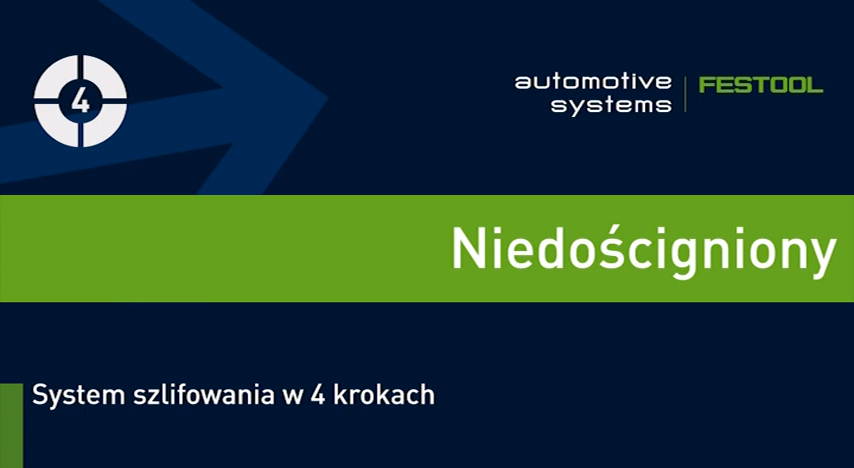 4
automotive
systems
FESTOOL
Niedościgniony
System szlifowania w 4 krokach